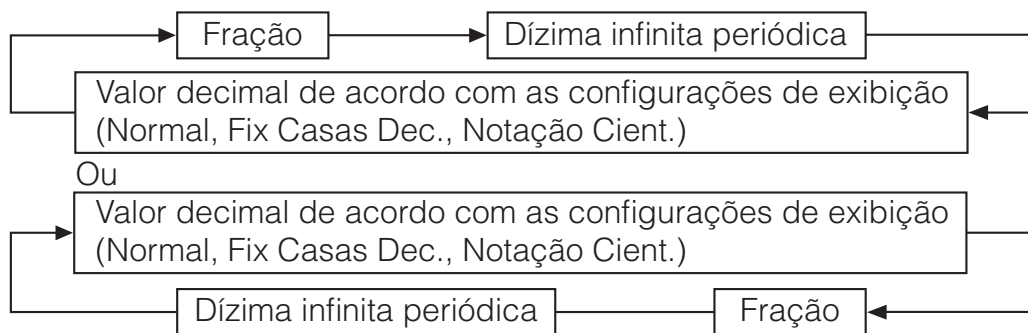 Fração
Dízima infinita periódica
Valor decimal de acordo com as configurações de exibição
(Normal, Fix Casas Dec., Notação Cient.)
Ou
Valor decimal de acordo com as configurações de exibição
(Normal, Fix Casas Dec., Notação Cient.)
Dízima infinita periódica
Fração